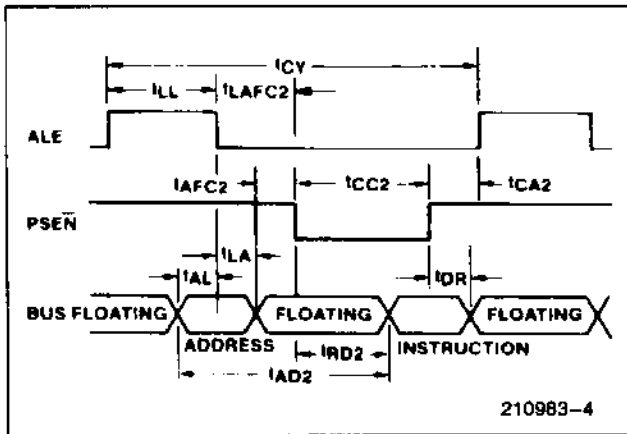 tCY
tLL tLAFC2
ALE
tAFC2 tCC2 tCA2
PSEN
tLA
tAL tDR
BUS FLOATING FLOATING FLOATING
ADDRESS tRD2 INSTRUCTION
tAD2
210983-4